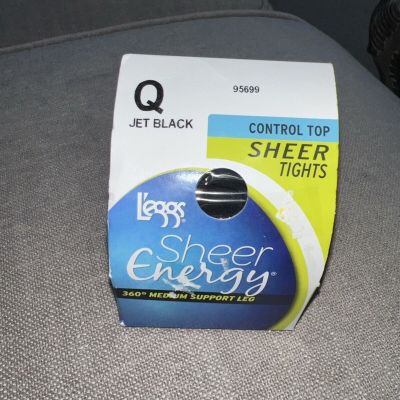 Q
95699
JET BLACK
CONTROL TOP
SHEER
TIGHTS
L'eggs®
Sheer
Energy®
360° MEDIUM SUPPORT LEG